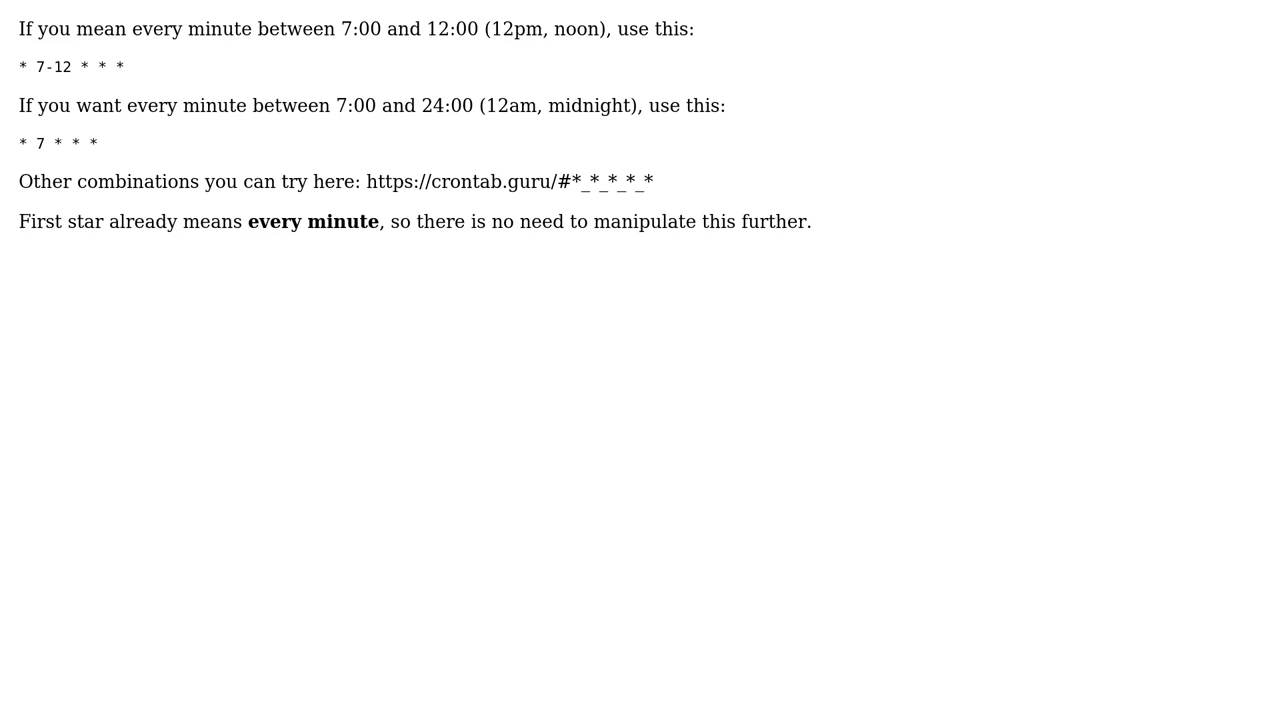 If you mean every minute between 7:00 and 12:00 (12pm, noon), use this:
* 7-12 * * *
If you want every minute between 7:00 and 24:00 (12am, midnight), use this:
* 7 * * *
Other combinations you can try here: https://crontab.guru/#*_*_*_*_*
First star already means every minute, so there is no need to manipulate this further.